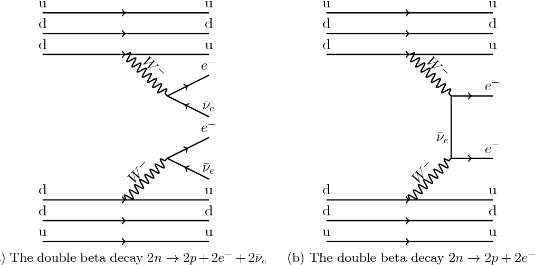 u u
d d
d u
W⁻
e⁻
ν̄ₑ
e⁻
ν̄ₑ
W⁻
d u
d d
u u
) The double beta decay 2n → 2p + 2e⁻ + 2ν̄ₑ
u u
d d
d u
W⁻
e⁻
ν̄ₑ
e⁻
W⁻
d u
d d
u u
(b) The double beta decay 2n → 2p + 2e⁻